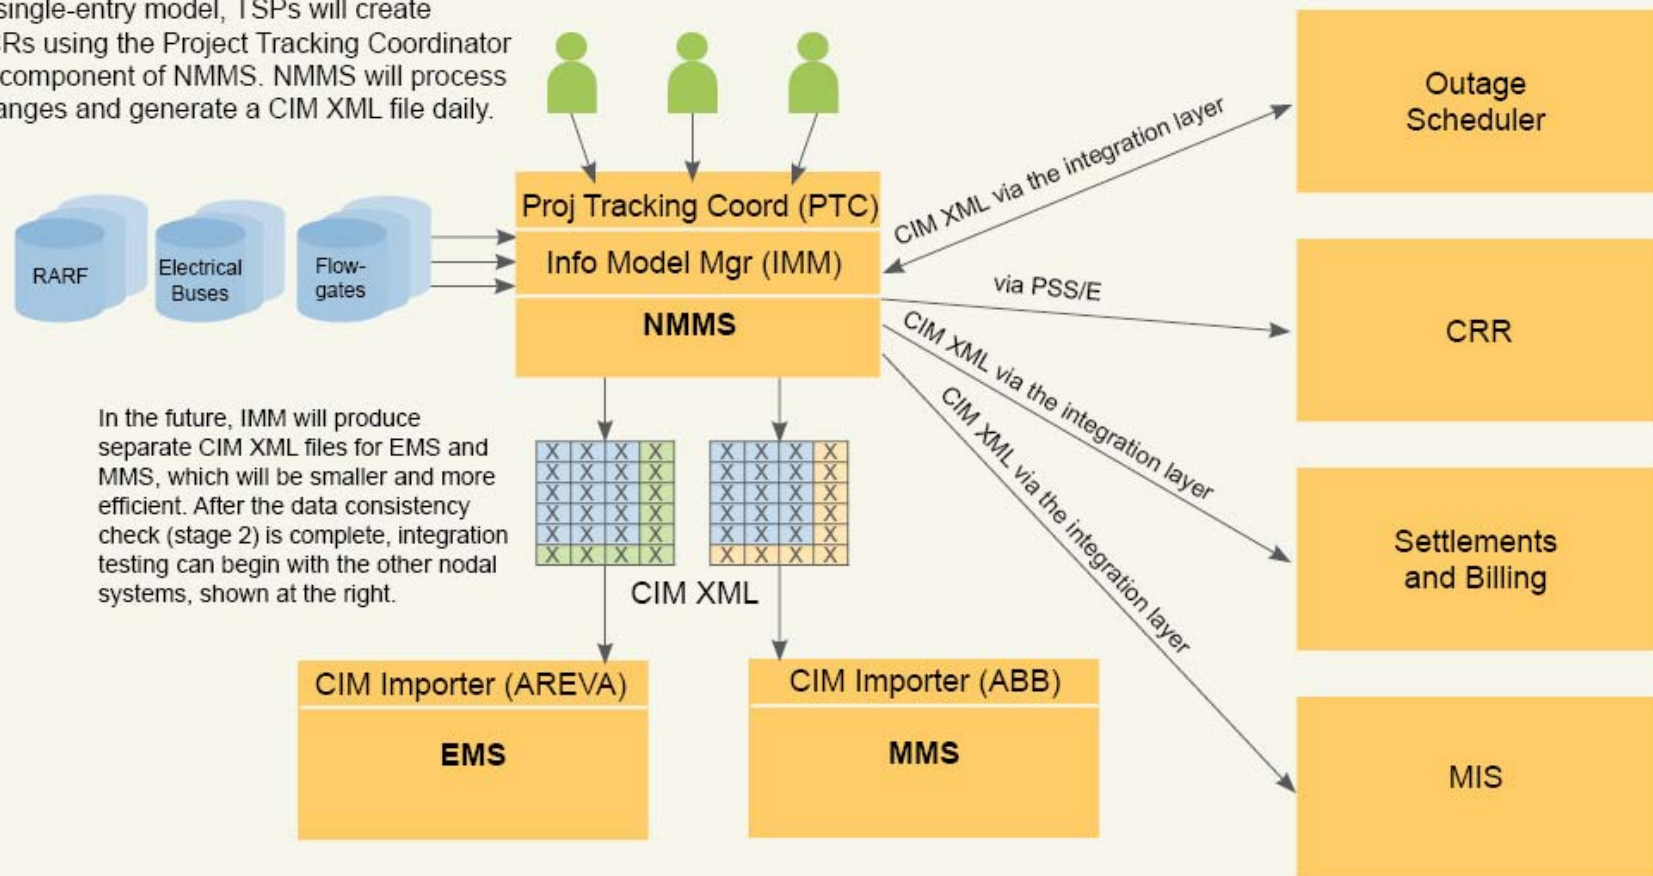 single-entry model, TSPs will create
Rs using the Project Tracking Coordinator
component of NMMS. NMMS will process
anges and generate a CIM XML file daily.
Proj Tracking Coord (PTC)
Info Model Mgr (IMM)
NMMS
RARF
Electrical
Buses
Flow-
gates
CIM XML via the integration layer
via PSS/E
CIM XML via the integration layer
CIM XML via the integration layer
Outage
Scheduler
CRR
Settlements
and Billing
MIS
In the future, IMM will produce
separate CIM XML files for EMS and
MMS, which will be smaller and more
efficient. After the data consistency
check (stage 2) is complete, integration
testing can begin with the other nodal
systems, shown at the right.
X X X X
X X X X
X X X X
X X X X
X X X X
X X X X
X X X X
X X X X
X X X X
X X X X
X X X X
X X X X
CIM XML
CIM Importer (AREVA)
EMS
CIM Importer (ABB)
MMS